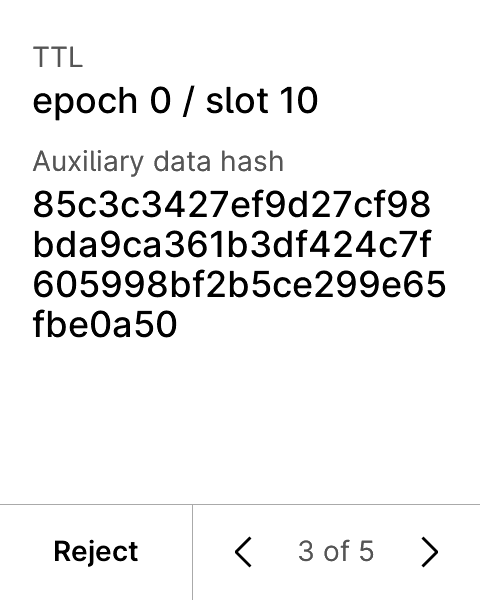 TTL
epoch 0 / slot 10
Auxiliary data hash
85c3c3427ef9d27cf98
bda9ca361b3df424c7f
605998bf2b5ce299e65
fbe0a50
Reject
3 of 5